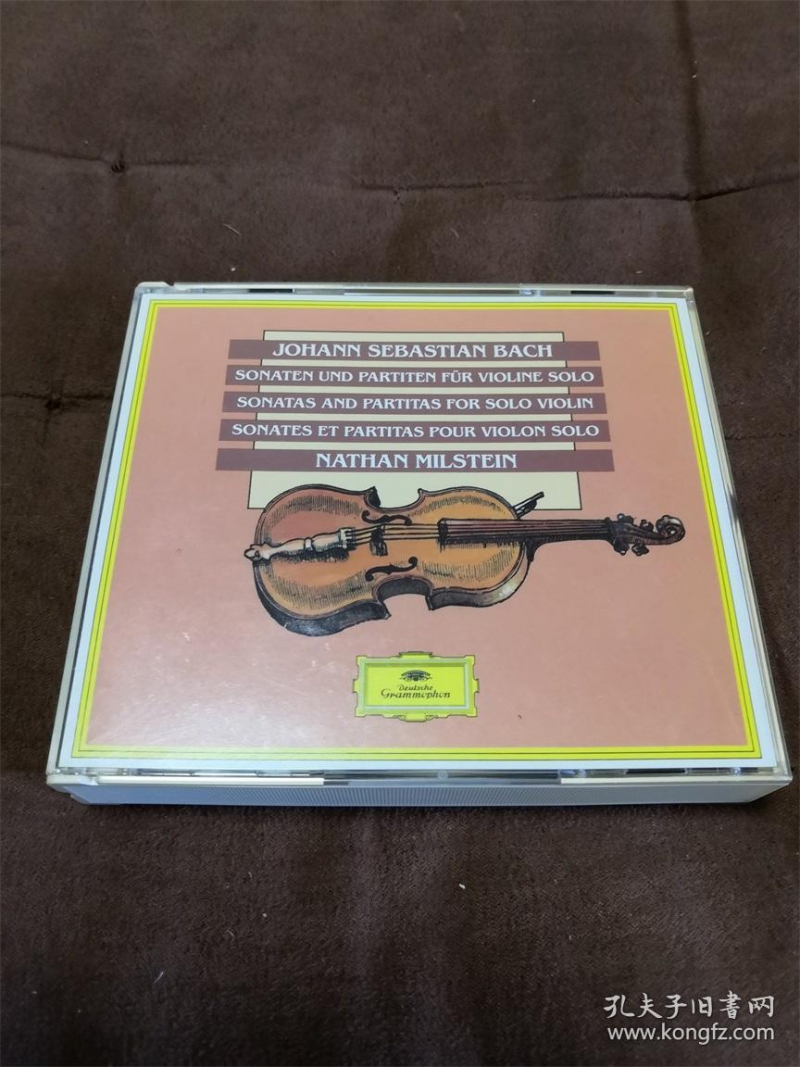 JOHANN SEBASTIAN BACH
SONATEN UND PARTITEN FÜR VIOLINE SOLO
SONATAS AND PARTITAS FOR SOLO VIOLIN
SONATES ET PARTITAS POUR VIOLON SOLO
NATHAN MILSTEIN
Deutsche
Grammophon
孔夫子旧書网
www.kongfz.com